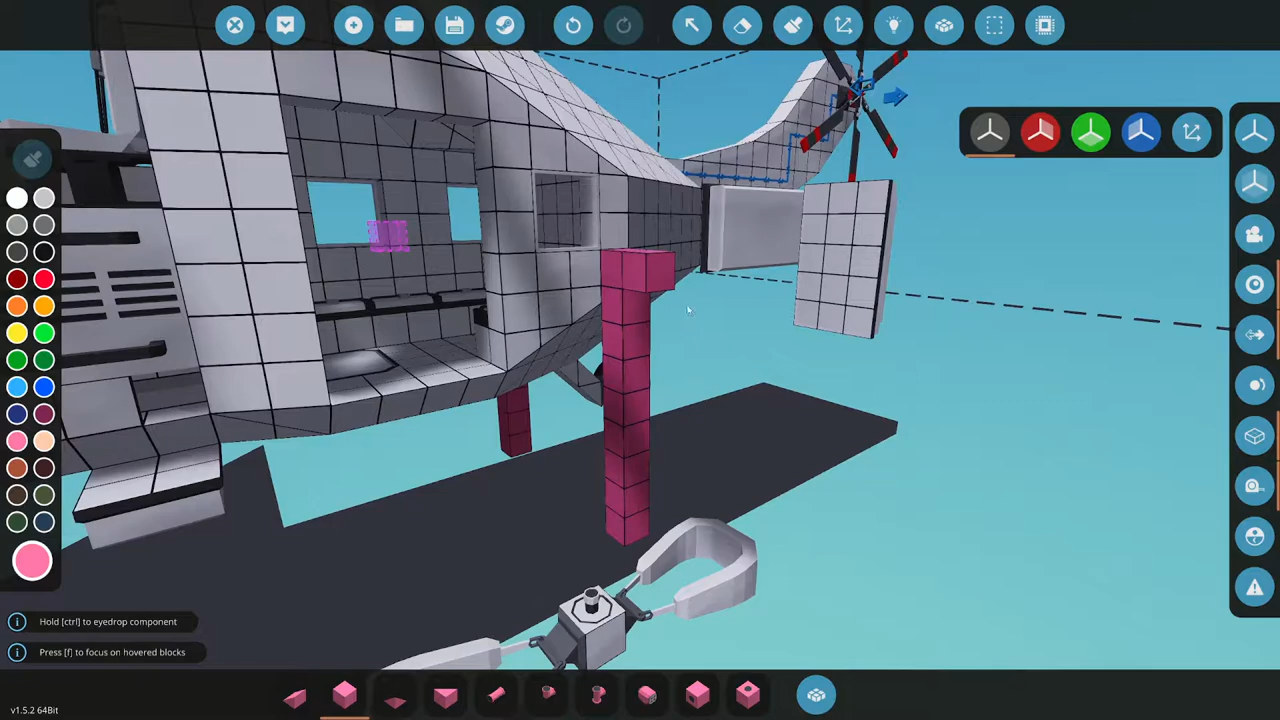 Hold [ctrl] to eyedrop component
Press [f] to focus on hovered blocks
v1.5.2 64Bit